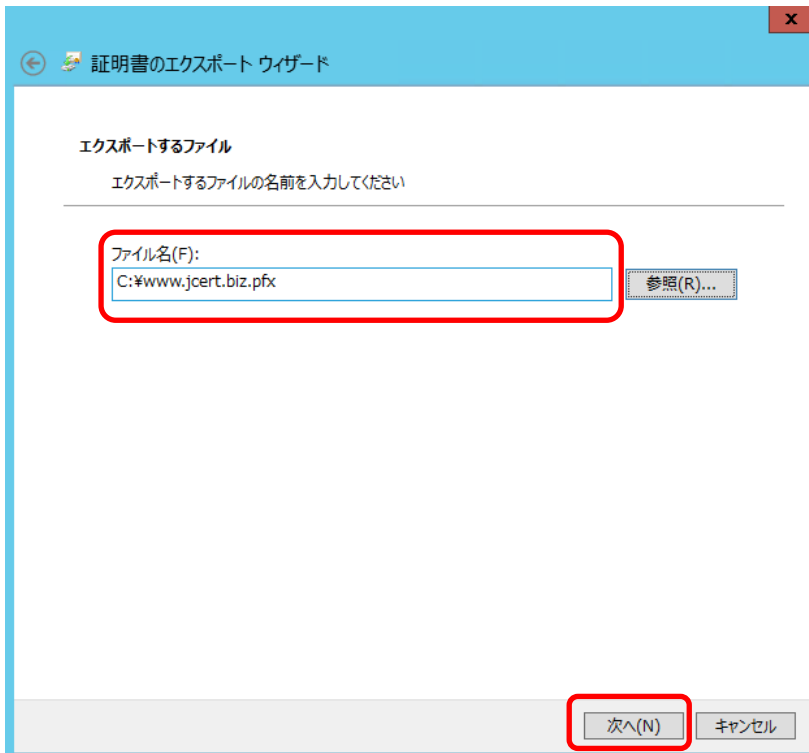 x
証明書のエクスポート ウィザード
エクスポートするファイル
エクスポートするファイルの名前を入力してください
ファイル名(F):
C:¥www.jcert.biz.pfx
参照(R)...
次へ(N)
キャンセル